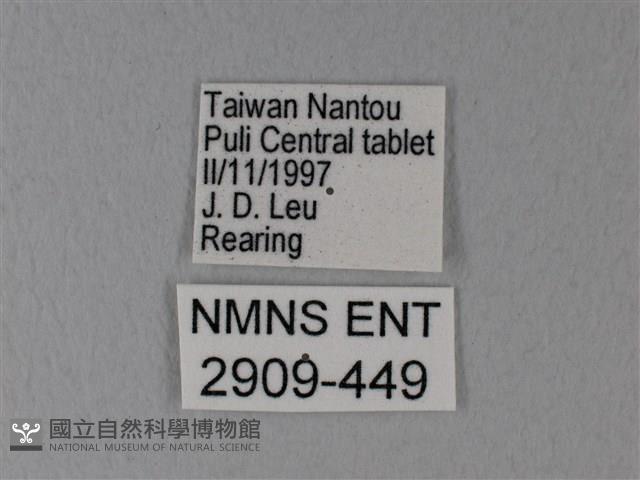 Taiwan Nantou
Puli Central tablet
II/11/1997
J. D. Leu
Rearing
NMNS ENT
2909-449
國立自然科學博物館
NATIONAL MUSEUM OF NATURAL SCIENCE